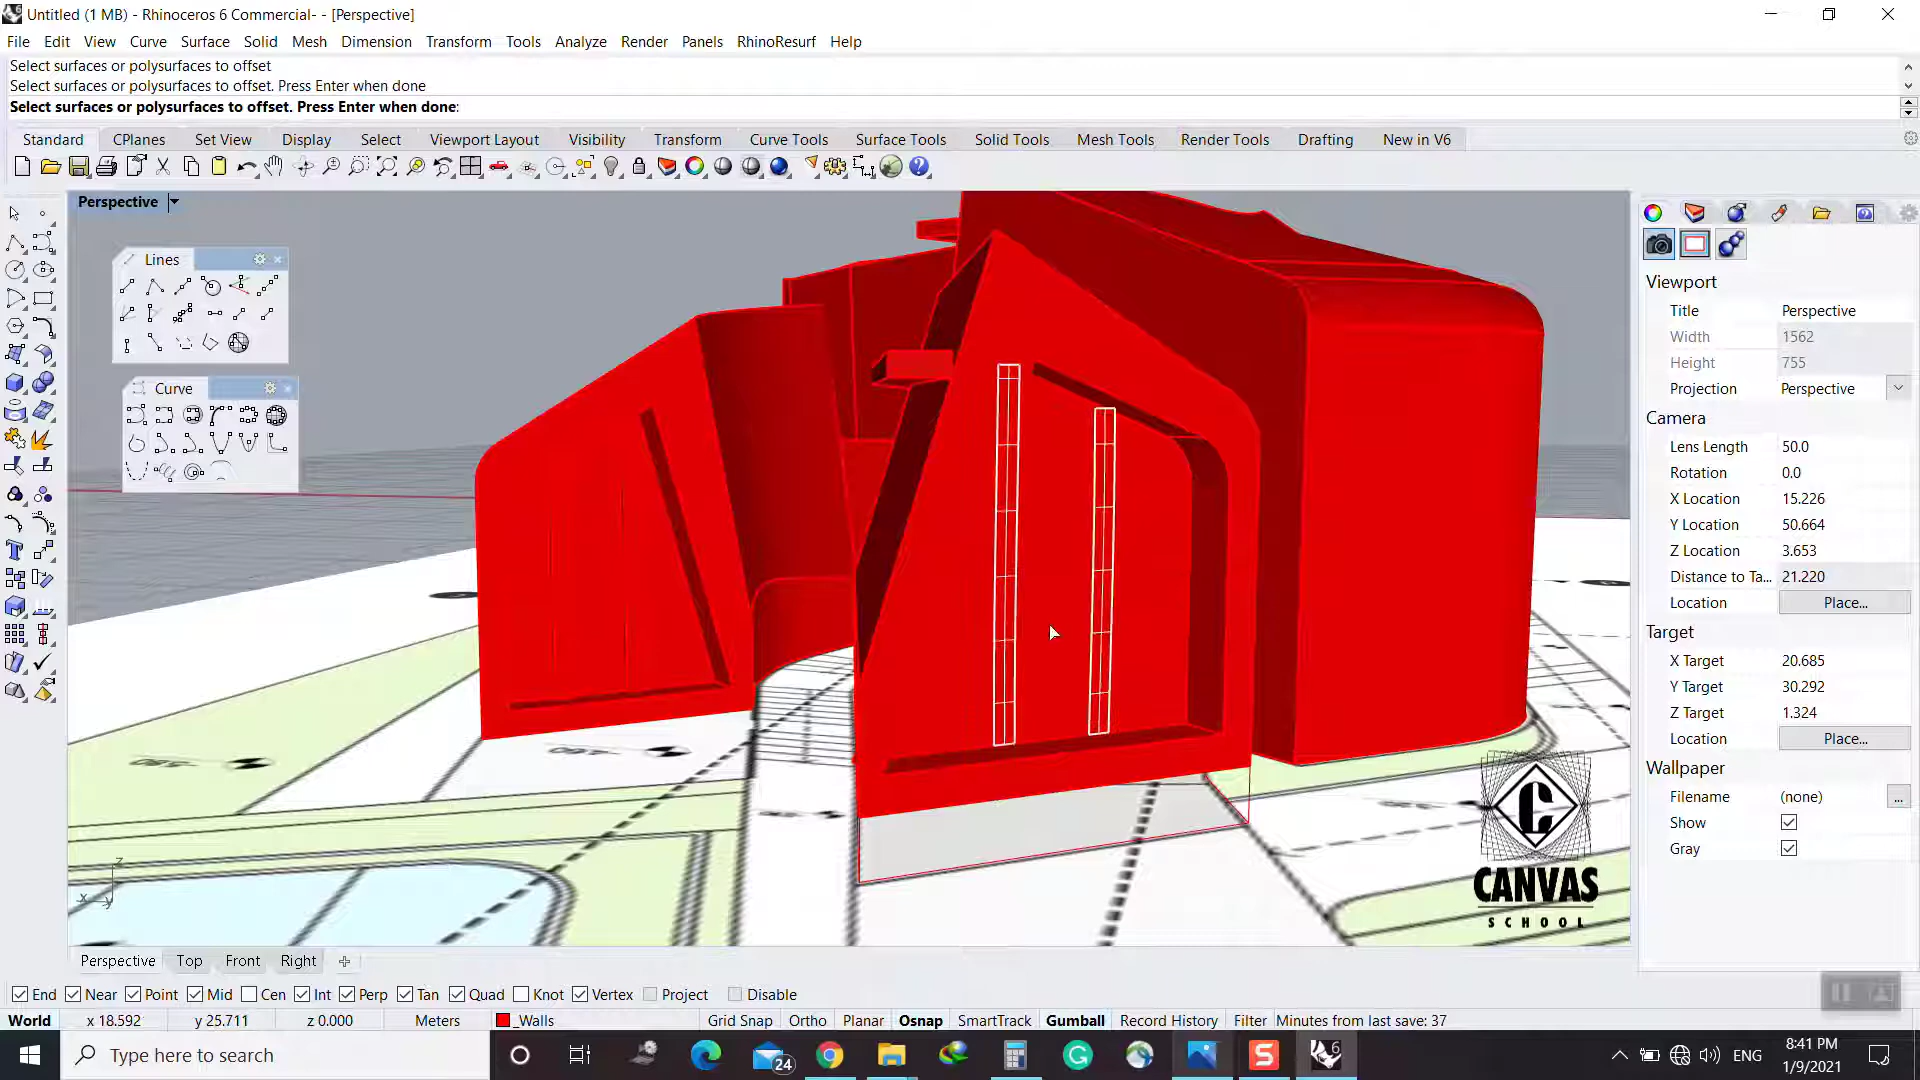 Untitled (1 MB) - Rhinoceros 6 Commercial- - [Perspective]
File Edit View Curve Surface Solid Mesh Dimension Transform Tools Analyze Render Panels RhinoResurf Help
Select surfaces or polysurfaces to offset
Select surfaces or polysurfaces to offset. Press Enter when done
Select surfaces or polysurfaces to offset. Press Enter when done:
Standard CPlanes Set View Display Select Viewport Layout Visibility Transform Curve Tools Surface Tools Solid Tools Mesh Tools Render Tools Drafting New in V6
Perspective
Lines
Curve
Viewport
Title Perspective
Width 1562
Height 755
Projection Perspective
Camera
Lens Length 50.0
Rotation 0.0
X Location 15.226
Y Location 50.664
Z Location 3.653
Distance to Ta... 21.220
Location Place...
Target
X Target 20.685
Y Target 30.292
Z Target 1.324
Location Place...
Wallpaper
Filename (none) ...
Show
Gray
CANVAS
SCHOOL
z
x
y
Perspective Top Front Right
End Near Point Mid Cen Int Perp Tan Quad Knot Vertex Project Disable
World x 18.592 y 25.711 z 0.000 Meters _Walls Grid Snap Ortho Planar Osnap SmartTrack Gumball Record History Filter Minutes from last save: 37
Type here to search
24
ENG
8:41 PM
1/9/2021